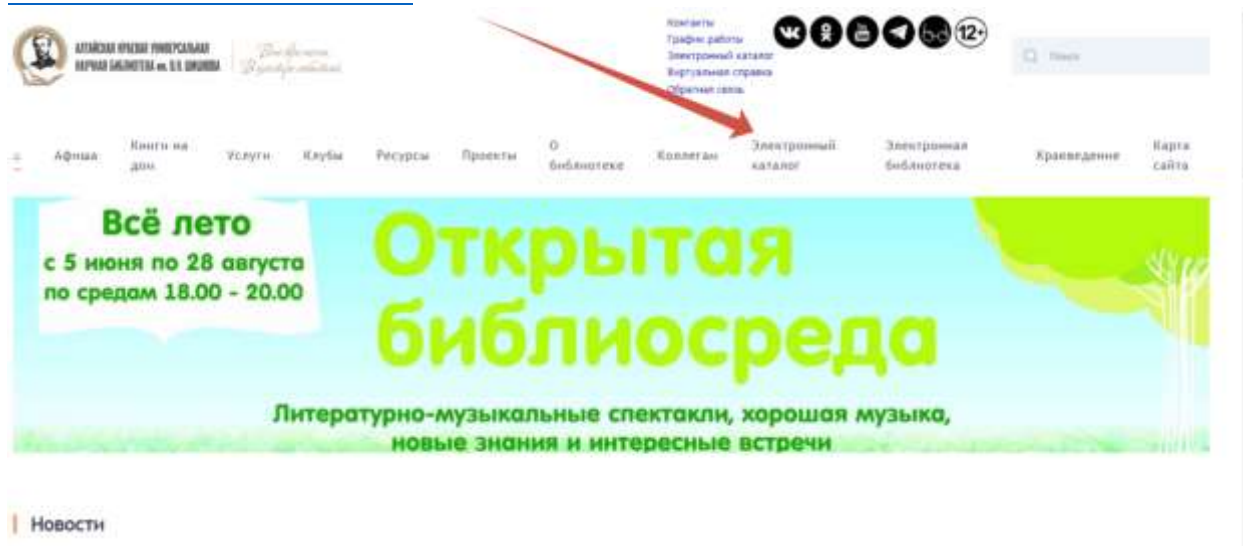 АЛТАЙСКАЯ КРАЕВАЯ УНИВЕРСАЛЬНАЯ
НАУЧНАЯ БИБЛИОТЕКА им. В.Я. ШИШКОВА
Контакты
График работы
Электронный каталог
Виртуальная справка
Обратная связь
You
12+
Поиск
Афиша
Книги на
дом
Услуги
Клубы
Ресурсы
Проекты
О
библиотеке
Коллегам
Электронный
каталог
Электронная
библиотека
Краеведение
Карта
сайта
Всё лето
с 5 июня по 28 августа
по средам 18.00 - 20.00
Открытая
библиосреда
Литературно-музыкальные спектакли, хорошая музыка,
новые знания и интересные встречи
Новости